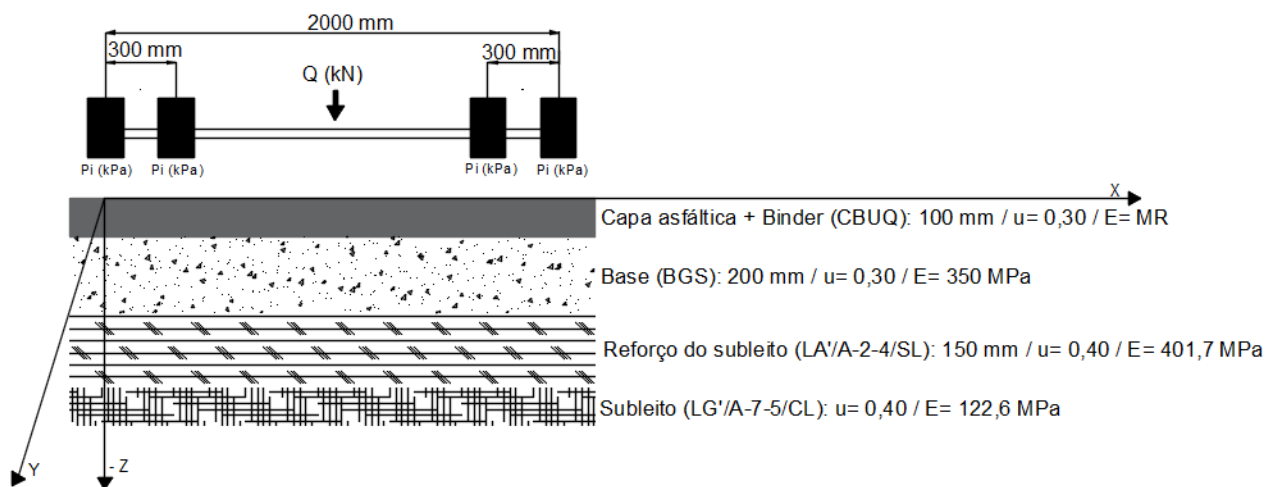 2000 mm
300 mm
300 mm
Q (kN)
Pi (kPa) Pi (kPa) Pi (kPa) Pi (kPa)
X
Capa asfáltica + Binder (CBUQ): 100 mm / u= 0,30 / E= MR
Base (BGS): 200 mm / u= 0,30 / E= 350 MPa
Reforço do subleito (LA'/A-2-4/SL): 150 mm / u= 0,40 / E= 401,7 MPa
Subleito (LG'/A-7-5/CL): u= 0,40 / E= 122,6 MPa
Y
- Z